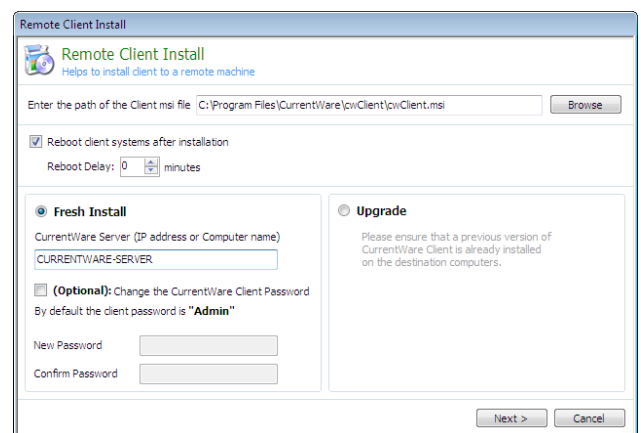 Remote Client Install
Remote Client Install
Helps to install client to a remote machine
Enter the path of the Client msi file C:\Program Files\CurrentWare\cwClient\cwClient.msi Browse
Reboot client systems after installation
Reboot Delay: 0 minutes
Fresh Install
CurrentWare Server (IP address or Computer name)
CURRENTWARE-SERVER
(Optional): Change the CurrentWare Client Password
By default the client password is "Admin"
New Password
Confirm Password
Upgrade
Please ensure that a previous version of
CurrentWare Client is already installed
on the destination computers.
Next > Cancel